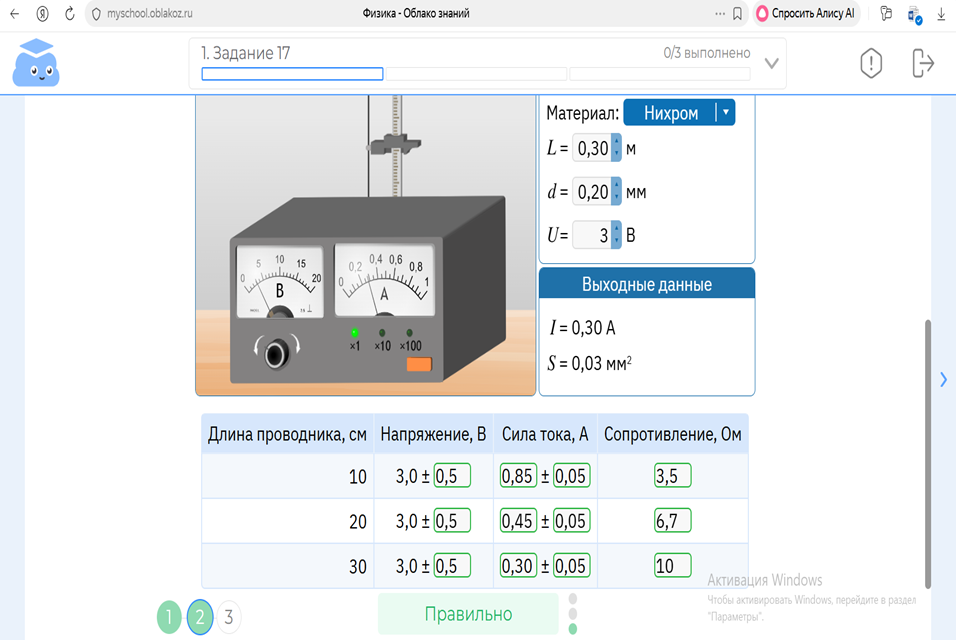 myschool.oblakoz.ru
Физика - Облако знаний
Спросить Алису AI
1. Задание 17
0/3 выполнено
Материал: Нихром
L = 0,30 м
d = 0,20 мм
U = 3 В
Выходные данные
I = 0,30 А
S = 0,03 мм²
0 5 10 15 20
В
0 0,2 0,4 0,6 0,8 1
А
×1 ×10 ×100
Длина проводника, см Напряжение, В Сила тока, А Сопротивление, Ом
10 3,0 ± 0,5 0,85 ± 0,05 3,5
20 3,0 ± 0,5 0,45 ± 0,05 6,7
30 3,0 ± 0,5 0,30 ± 0,05 10
1 2 3
Правильно
Активация Windows
Чтобы активировать Windows, перейдите в раздел
"Параметры".